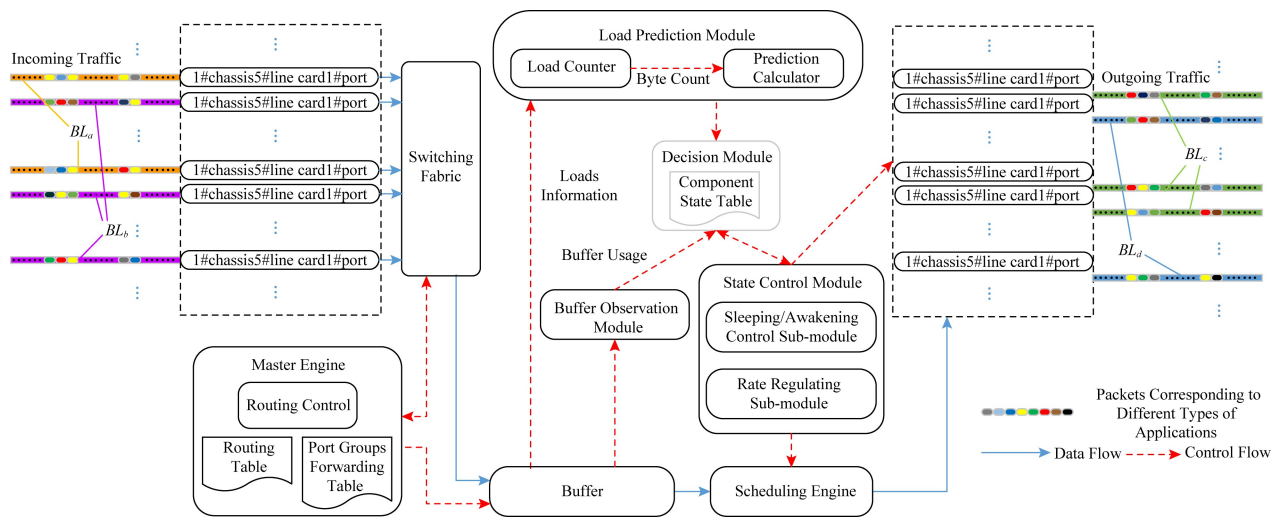 Incoming Traffic
1#chassis5#line card1#port
1#chassis5#line card1#port
1#chassis5#line card1#port
1#chassis5#line card1#port
1#chassis5#line card1#port
BLa
BLb
Switching
Fabric
Load Prediction Module
Load Counter
Byte Count
Prediction
Calculator
Loads
Information
Decision Module
Component
State Table
Buffer Usage
Buffer Observation
Module
State Control Module
Sleeping/Awakening
Control Sub-module
Rate Regulating
Sub-module
Master Engine
Routing Control
Routing
Table
Port Groups
Forwarding
Table
Buffer
Scheduling Engine
1#chassis5#line card1#port
1#chassis5#line card1#port
1#chassis5#line card1#port
1#chassis5#line card1#port
1#chassis5#line card1#port
Outgoing Traffic
BLc
BLd
Packets Corresponding to
Different Types of
Applications
Data Flow
Control Flow